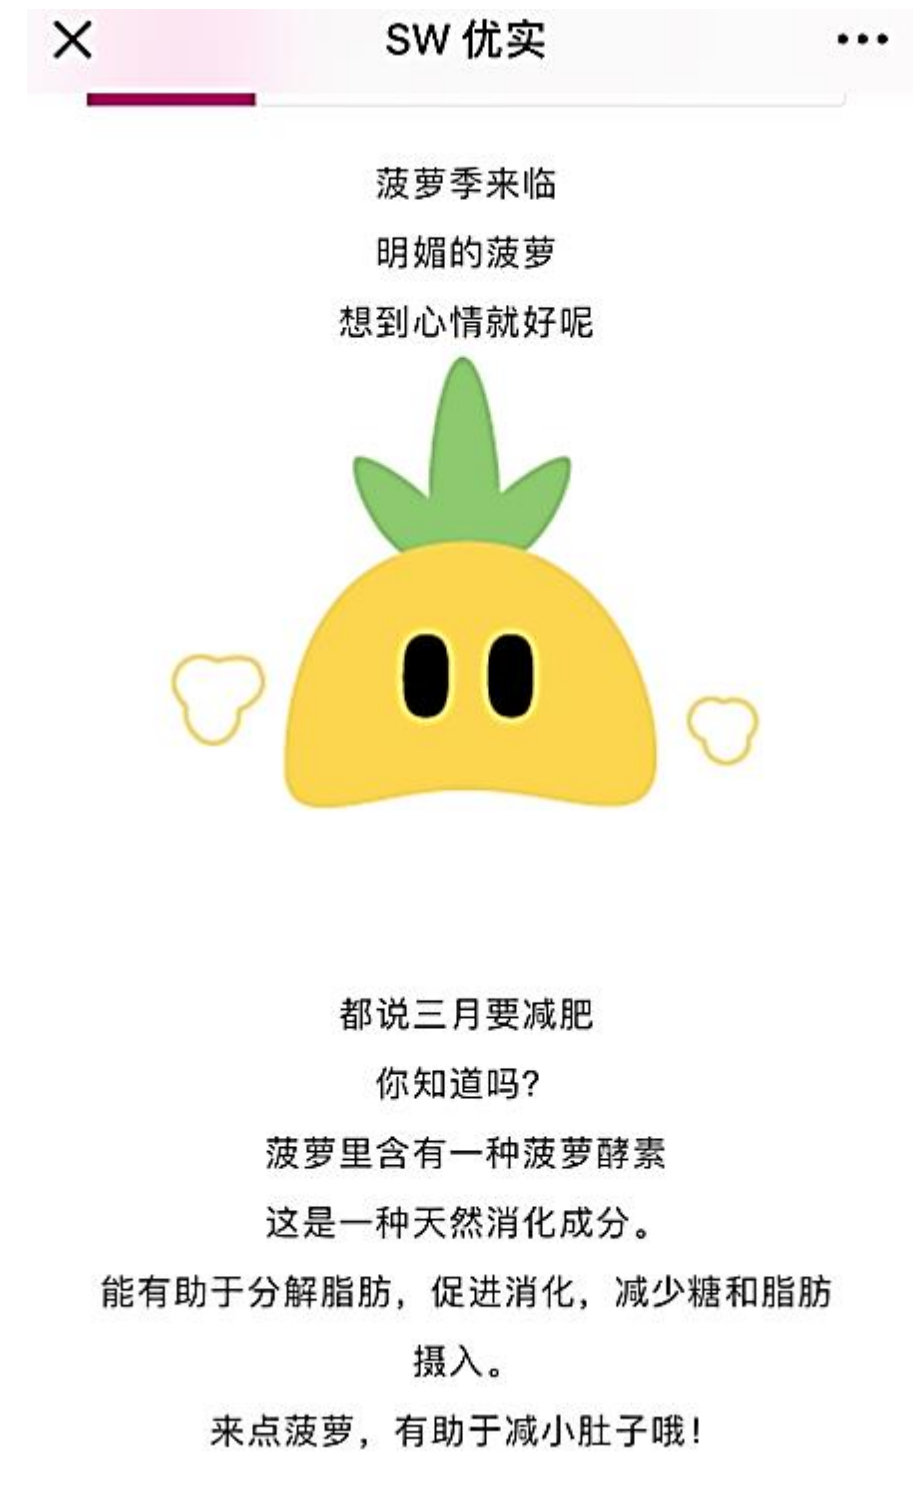 SW 优实
菠萝季来临
明媚的菠萝
想到心情就好呢
都说三月要减肥
你知道吗?
菠萝里含有一种菠萝酵素
这是一种天然消化成分。
能有助于分解脂肪，促进消化，减少糖和脂肪
摄入。
来点菠萝，有助于减小肚子哦!